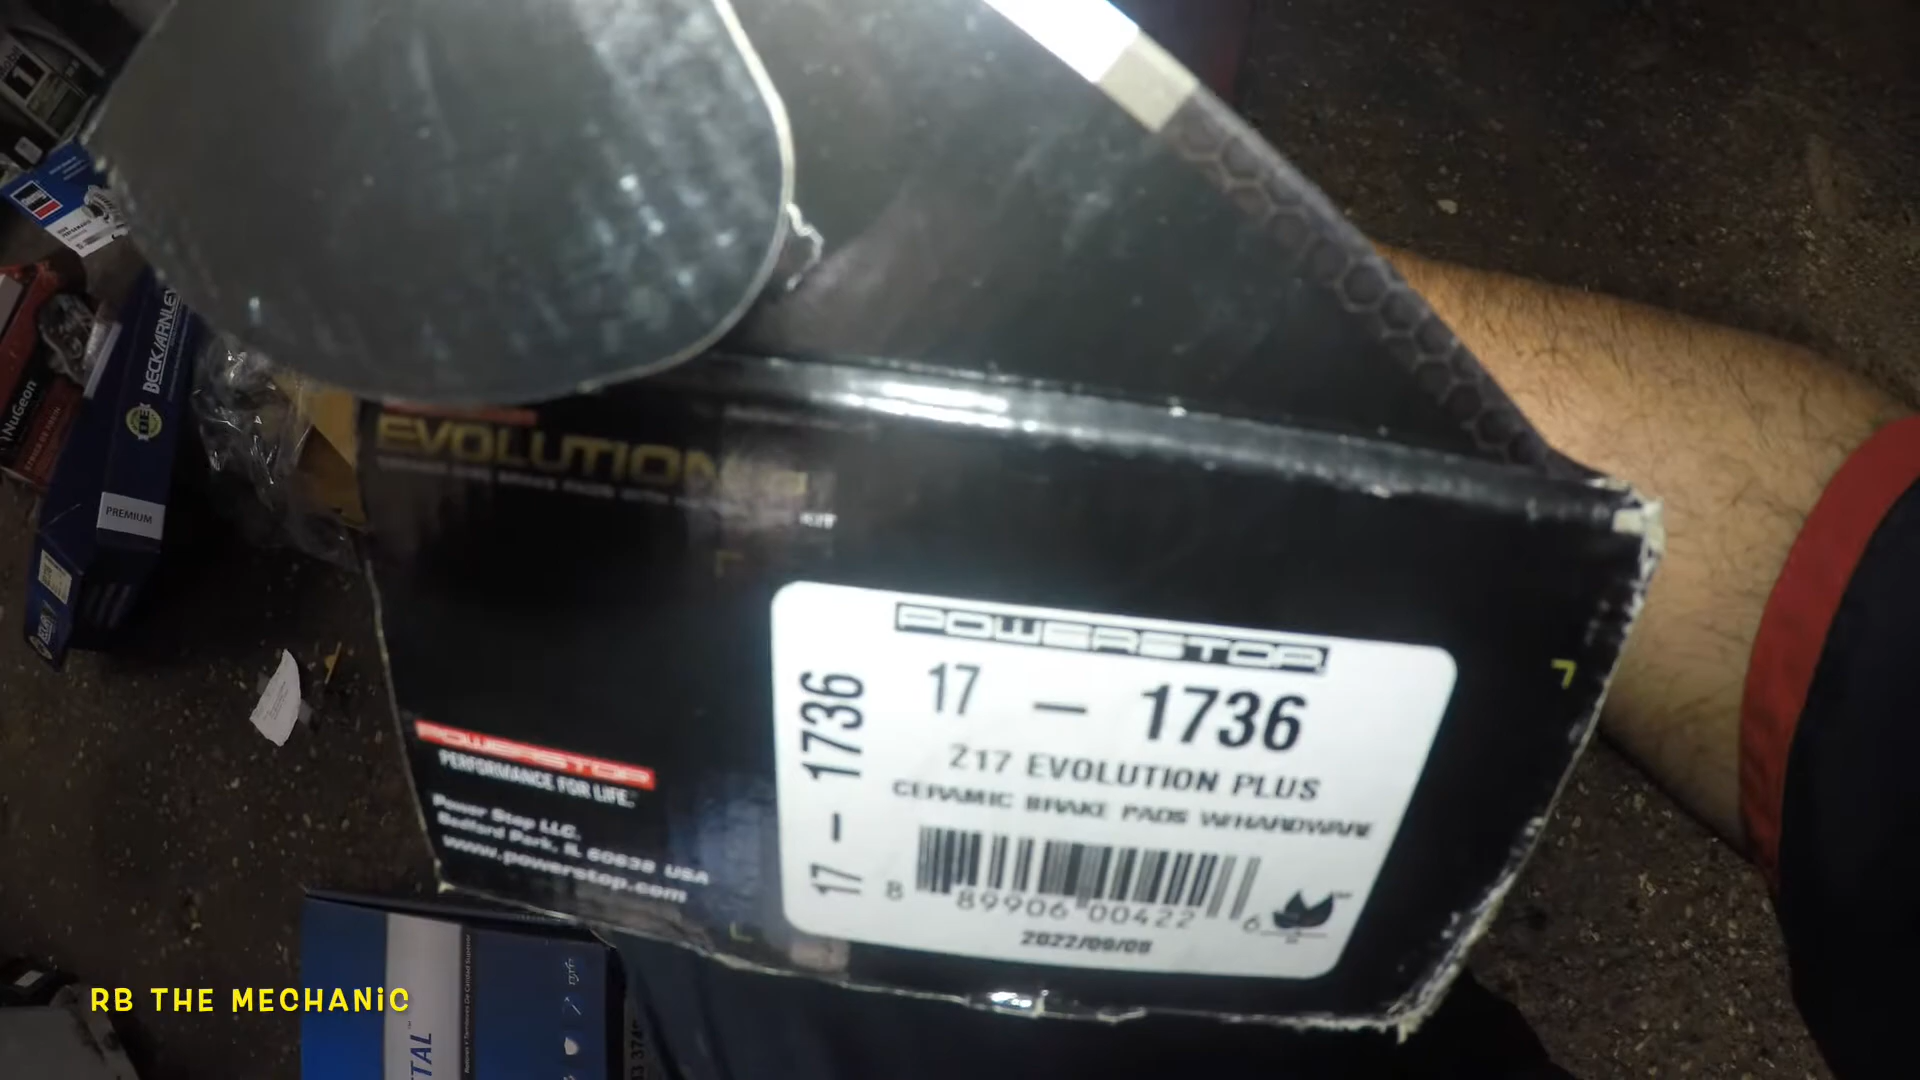 1
BECK/ARNLEY
NuGeon
PREMIUM
EVOLUTION
KIT
POWERSTOP
17 - 1736
17 - 1736
Z17 EVOLUTION PLUS
CERAMIC BRAKE PADS W/HARDWARE
8 89906 00422 6
2022/09/08
POWERSTOP
PERFORMANCE FOR LIFE.
Power Stop LLC.
Bedford Park, IL 60638 USA
www.powerstop.com
RB THE MECHANiC